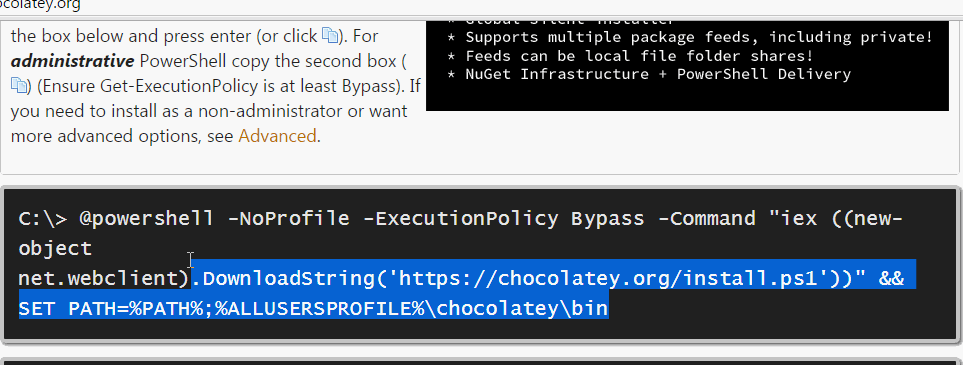 ocolatey.org
the box below and press enter (or click ). For
administrative PowerShell copy the second box (
) (Ensure Get-ExecutionPolicy is at least Bypass). If
you need to install as a non-administrator or want
more advanced options, see Advanced.
* Global Silent Installer
* Supports multiple package feeds, including private!
* Feeds can be local file folder shares!
* NuGet Infrastructure + PowerShell Delivery
C:\> @powershell -NoProfile -ExecutionPolicy Bypass -Command "iex ((new-
object
net.webclient).DownloadString('https://chocolatey.org/install.ps1'))" &&
SET PATH=%PATH%;%ALLUSERSPROFILE%\chocolatey\bin